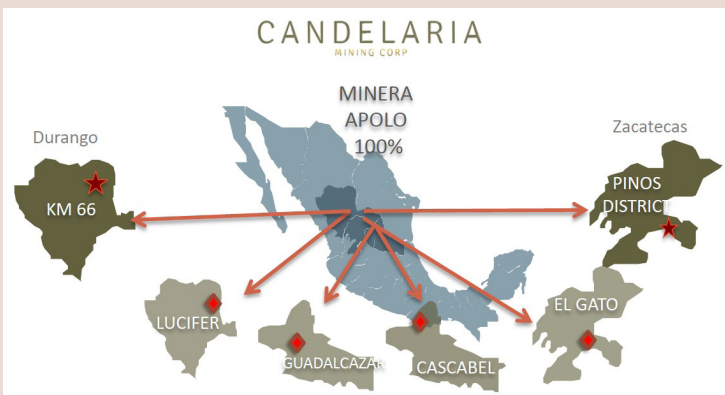 CANDELARIA
MINING CORP
MINERA
APOLO
100%
Durango
Zacatecas
KM 66
PINOS
DISTRICT
LUCIFER
GUADALCAZAR
CASCABEL
EL GATO